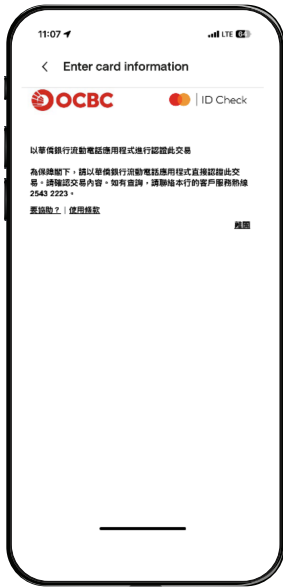 11:07
LTE 64
Enter card information
OCBC
ID Check
以華僑銀行流動電話應用程式進行認證此交易
為保障閣下，請以華僑銀行流動電話應用程式直接認證此交
易。請確認交易內容。如有查詢，請聯絡本行的客戶服務熱線
2543 2223。
要協助？ | 使用條款
離開